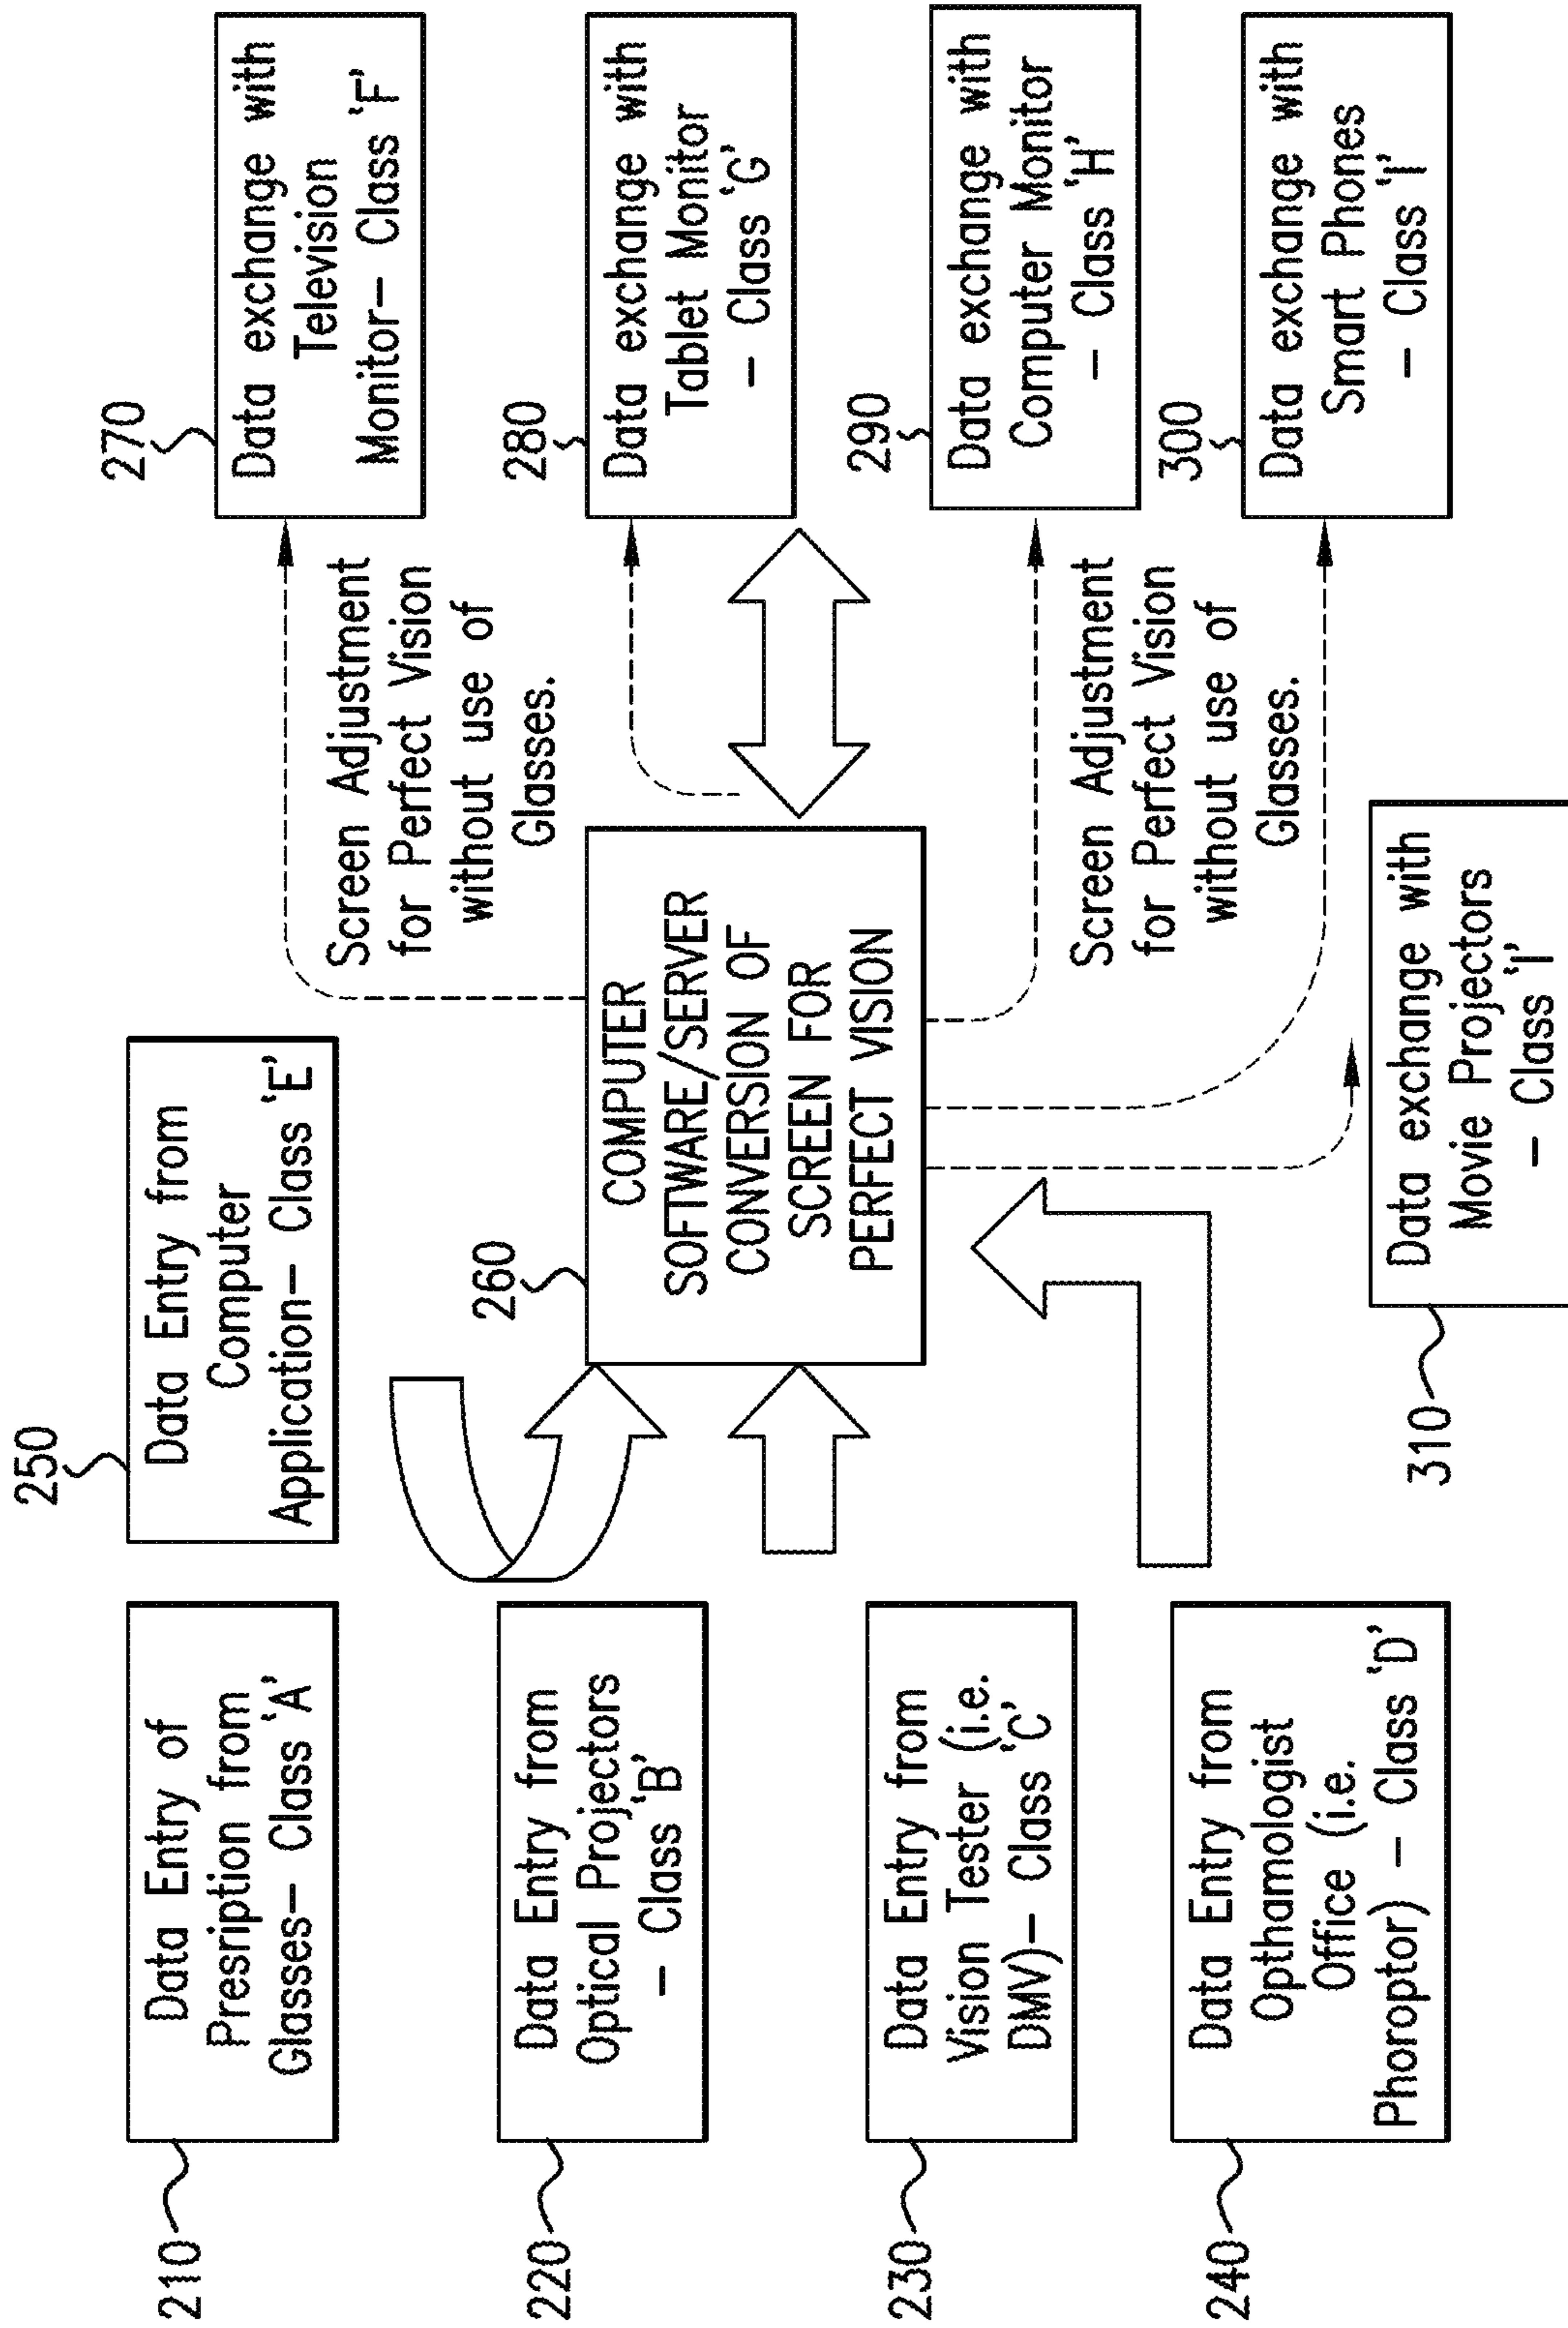 210
Data Entry of
Presription from
Glasses– Class ‘A’
220
Data Entry from
Optical Projectors
– Class ‘B’
230
Data Entry from
Vision Tester (i.e.
DMV)– Class ‘C’
240
Data Entry from
Opthamologist
Office (i.e.
Phoroptor) – Class ‘D’
250
Data Entry from
Computer
Application– Class ‘E’
260
COMPUTER
SOFTWARE/SERVER
CONVERSION OF
SCREEN FOR
PERFECT VISION
Screen Adjustment
for Perfect Vision
without use of
Glasses.
Screen Adjustment
for Perfect Vision
without use of
Glasses.
270
Data exchange with
Television
Monitor– Class ‘F’
280
Data exchange with
Tablet Monitor
– Class ‘G’
290
Data exchange with
Computer Monitor
– Class ‘H’
300
Data exchange with
Smart Phones
– Class ‘I’
310
Data exchange with
Movie Projectors
– Class ‘I’